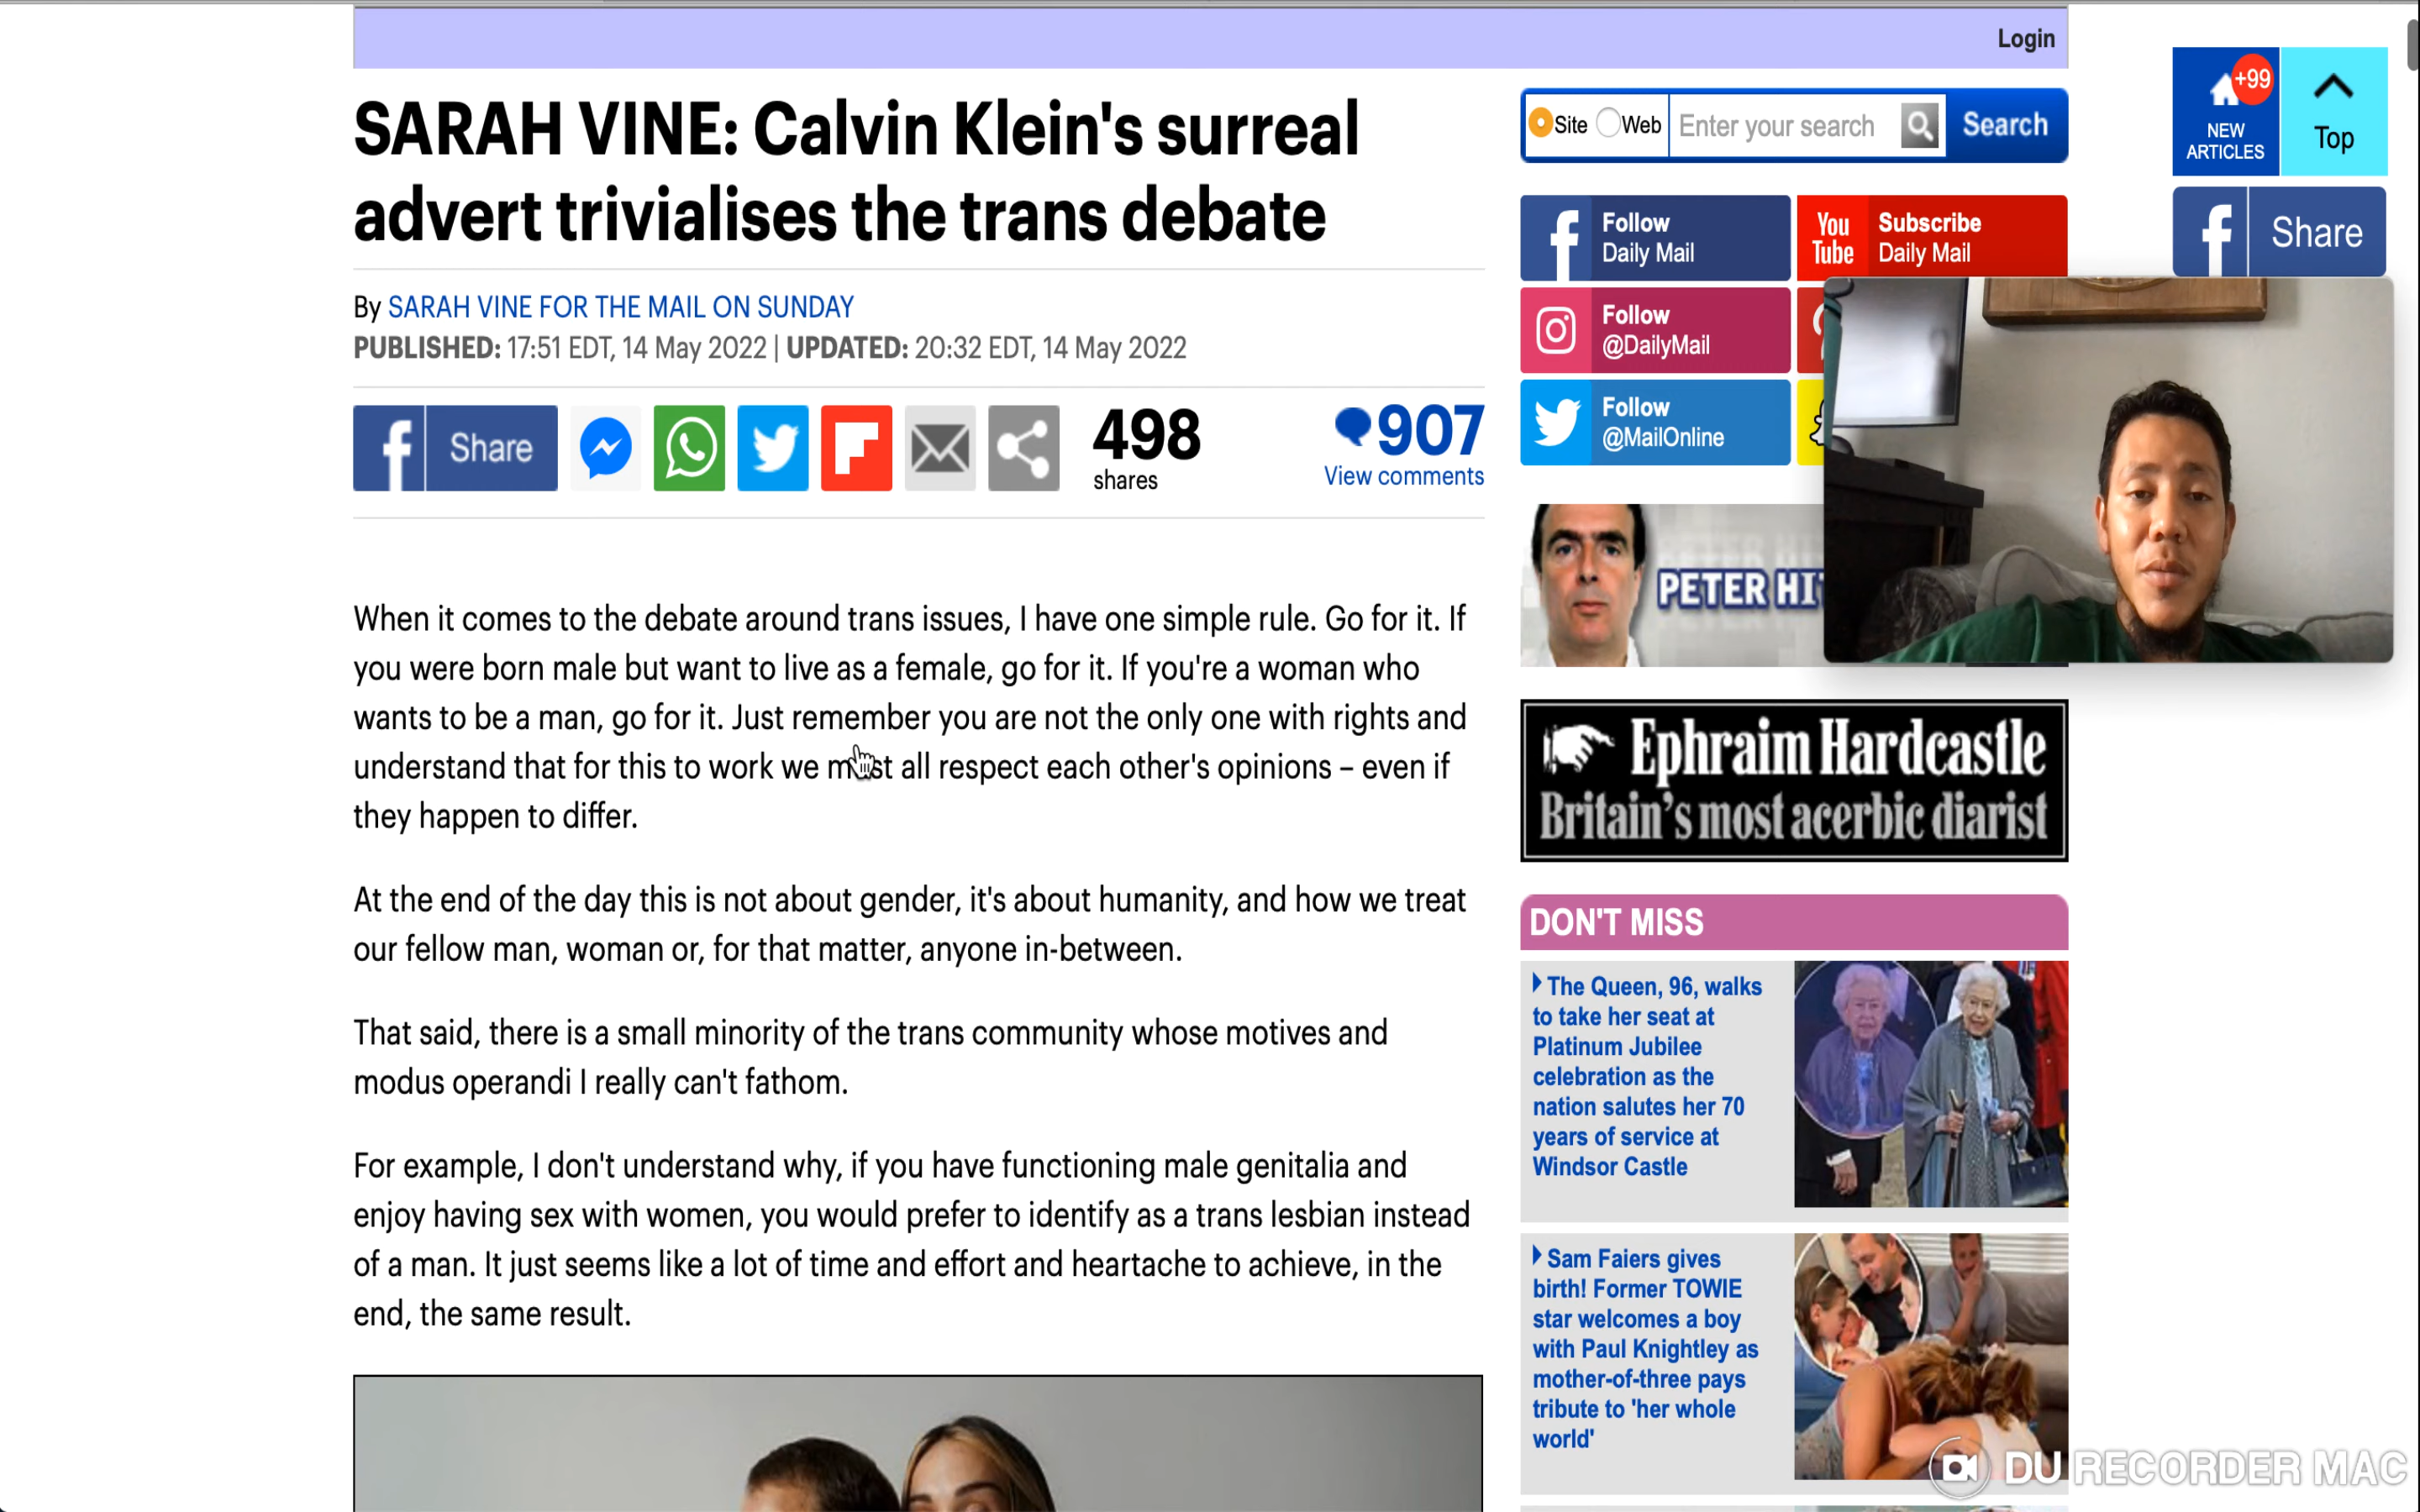 Login
SARAH VINE: Calvin Klein's surreal
advert trivialises the trans debate
By SARAH VINE FOR THE MAIL ON SUNDAY
PUBLISHED: 17:51 EDT, 14 May 2022 | UPDATED: 20:32 EDT, 14 May 2022
Share
498
shares
907
View comments
When it comes to the debate around trans issues, I have one simple rule. Go for it. If
you were born male but want to live as a female, go for it. If you're a woman who
wants to be a man, go for it. Just remember you are not the only one with rights and
understand that for this to work we must all respect each other's opinions – even if
they happen to differ.
At the end of the day this is not about gender, it's about humanity, and how we treat
our fellow man, woman or, for that matter, anyone in-between.
That said, there is a small minority of the trans community whose motives and
modus operandi I really can't fathom.
For example, I don't understand why, if you have functioning male genitalia and
enjoy having sex with women, you would prefer to identify as a trans lesbian instead
of a man. It just seems like a lot of time and effort and heartache to achieve, in the
end, the same result.
Site Web Enter your search Search
Follow
Daily Mail
You
Tube
Subscribe
Daily Mail
Follow
@DailyMail
Follow
@MailOnline
PETER HI
Ephraim Hardcastle
Britain's most acerbic diarist
DON'T MISS
The Queen, 96, walks
to take her seat at
Platinum Jubilee
celebration as the
nation salutes her 70
years of service at
Windsor Castle
Sam Faiers gives
birth! Former TOWIE
star welcomes a boy
with Paul Knightley as
mother-of-three pays
tribute to 'her whole
world'
+99
NEW
ARTICLES
Top
Share
DU RECORDER MAC